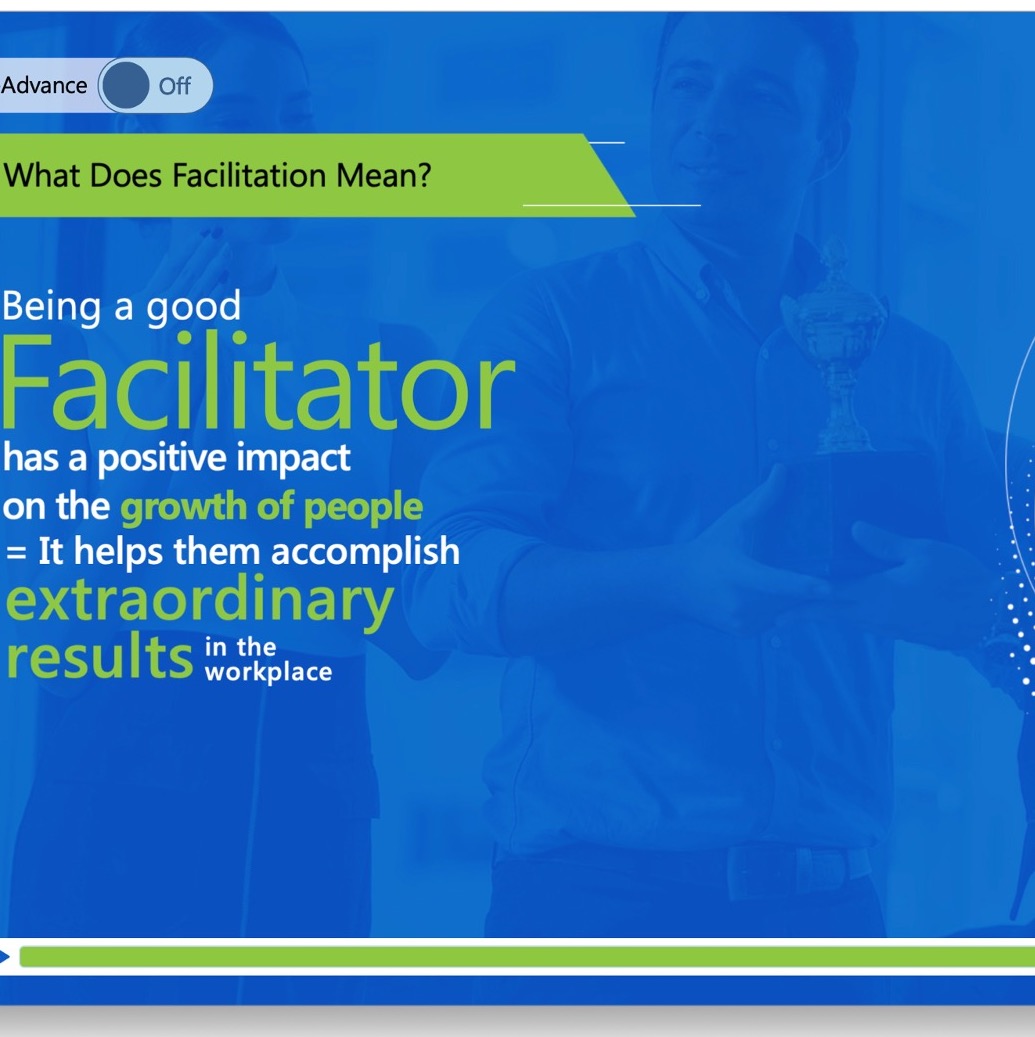 Advance Off
What Does Facilitation Mean?
Being a good
Facilitator
has a positive impact
on the growth of people
= It helps them accomplish
extraordinary
results in the
workplace